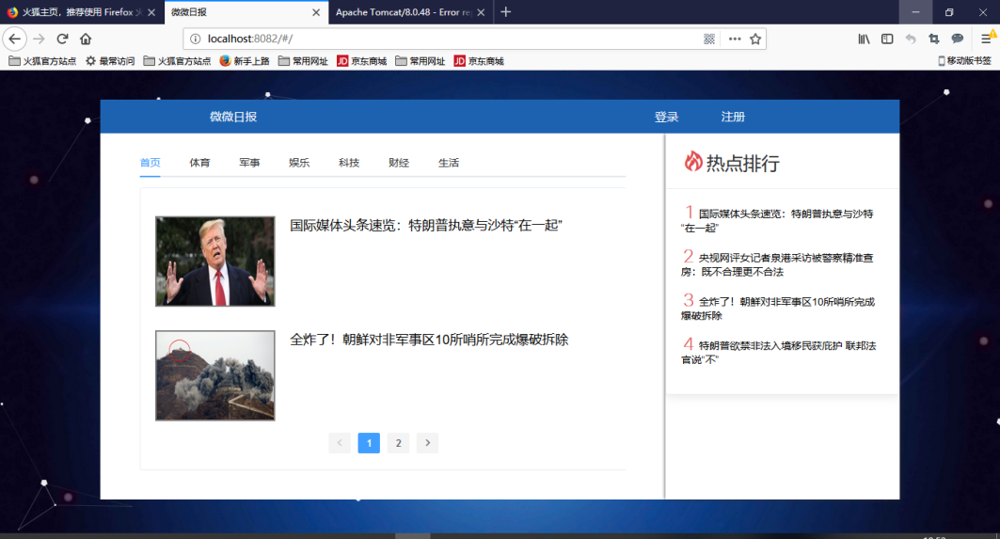 火狐主页，推荐使用 Firefox
微微日报
Apache Tomcat/8.0.48 - Error re
localhost:8082/#/
火狐官方站点
最常访问
火狐官方站点
新手上路
常用网址
JD 京东商城
常用网址
JD 京东商城
移动版书签
微微日报
登录
注册
首页
体育
军事
娱乐
科技
财经
生活
热点排行
国际媒体头条速览：特朗普执意与沙特“在一起”
全炸了！朝鲜对非军事区10所哨所完成爆破拆除
1
2
1 国际媒体头条速览：特朗普执意与沙特
“在一起”
2 央视网评女记者泉港采访被警察精准查
房：既不合理更不合法
3 全炸了！朝鲜对非军事区10所哨所完成
爆破拆除
4 特朗普欲禁非法入境移民获庇护 联邦法
官说“不”